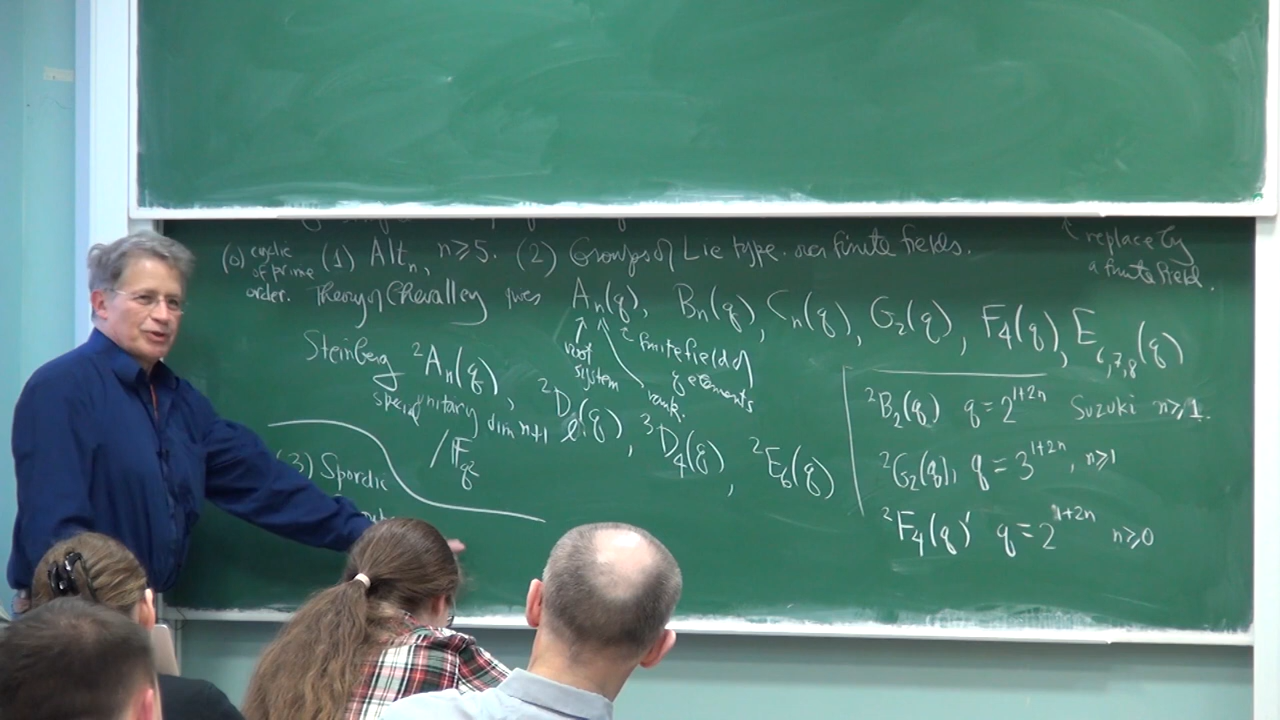 (0) cyclic of prime order. (1) Alt_n, n⩾5. (2) Groups of Lie type. over finite fields.
↑ replace by
a finite field.
Theory of Chevalley gives A_n(q), B_n(q), C_n(q), G_2(q), F_4(q), E_{6,7,8}(q)
↑ root system
↖ rank.
↖ finite field of q elements
Steinberg ²A_n(q), ²D_ℓ(q), ³D_4(q), ²E_6(q)
special unitary dim n+1
/𝔽_{q²}
²B_2(q) q=2^{1+2n} Suzuki n⩾1.
²G_2(q), q=3^{1+2n}, n⩾1
²F_4(q)′ q=2^{1+2n} n⩾0
(3) Spordic